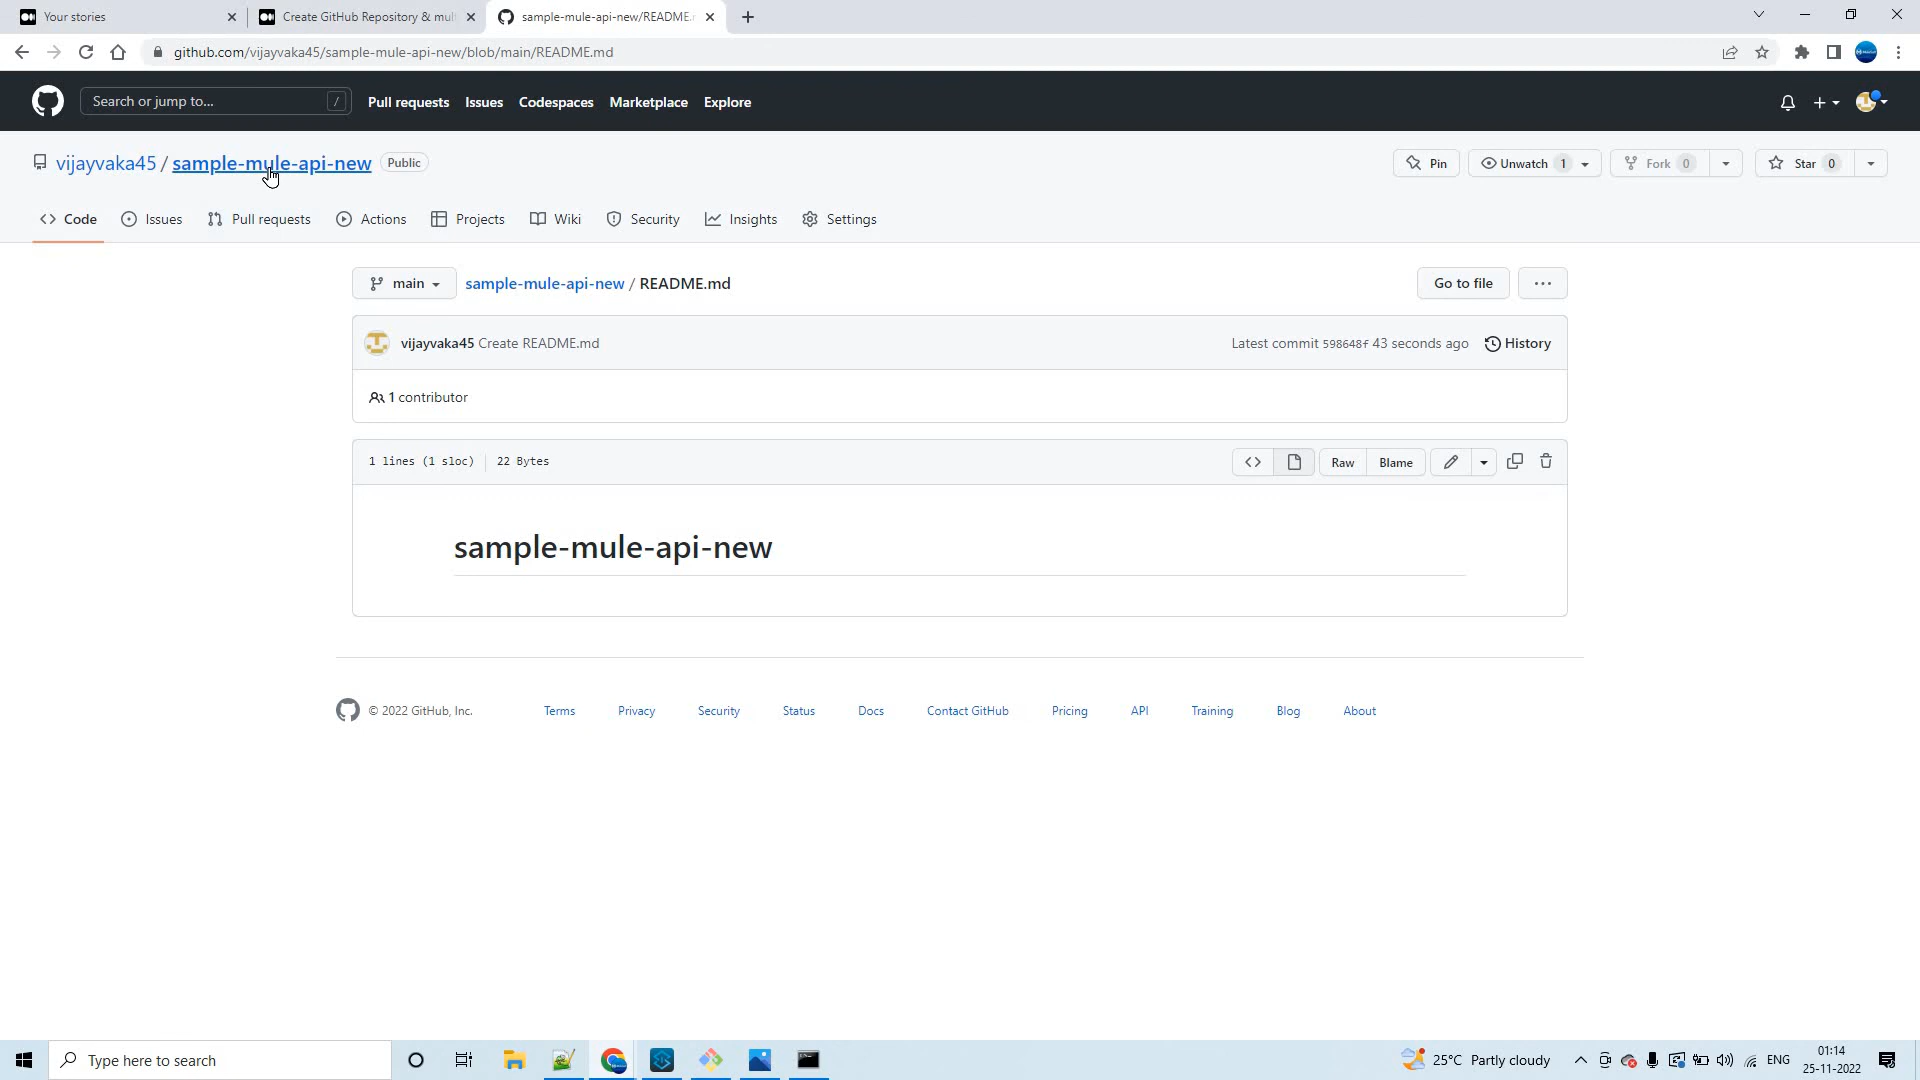 Your stories
Create GitHub Repository & mul
sample-mule-api-new/README.
github.com/vijayvaka45/sample-mule-api-new/blob/main/README.md
Search or jump to... /
Pull requests Issues Codespaces Marketplace Explore
vijayvaka45 / sample-mule-api-new Public
Pin Unwatch 1 Fork 0 Star 0
Code Issues Pull requests Actions Projects Wiki Security Insights Settings
main sample-mule-api-new / README.md Go to file ...
vijayvaka45 Create README.md Latest commit 598648f 43 seconds ago History
1 contributor
1 lines (1 sloc) 22 Bytes Raw Blame
sample-mule-api-new
© 2022 GitHub, Inc. Terms Privacy Security Status Docs Contact GitHub Pricing API Training Blog About
Type here to search
25°C Partly cloudy ENG
01:14
25-11-2022